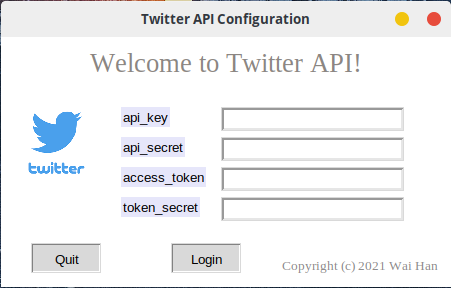 Twitter API Configuration
Welcome to Twitter API!
api_key
api_secret
twitter
access_token
token_secret
Quit
Login
Copyright (c) 2021 Wai Han